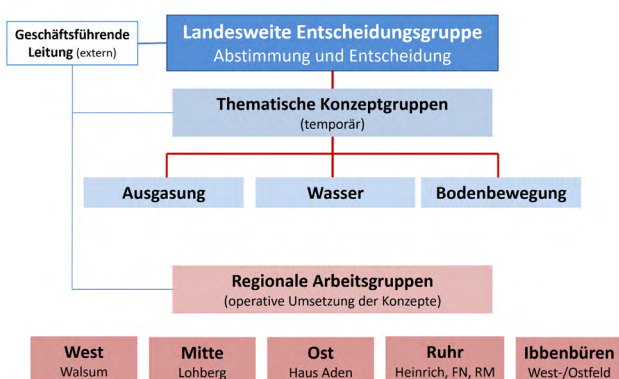 Geschäftsführende
Leitung (extern)
Landesweite Entscheidungsgruppe
Abstimmung und Entscheidung
Thematische Konzeptgruppen
(temporär)
Ausgasung
Wasser
Bodenbewegung
Regionale Arbeitsgruppen
(operative Umsetzung der Konzepte)
West
Walsum
Mitte
Lohberg
Ost
Haus Aden
Ruhr
Heinrich, FN, RM
Ibbenbüren
West-/Ostfeld